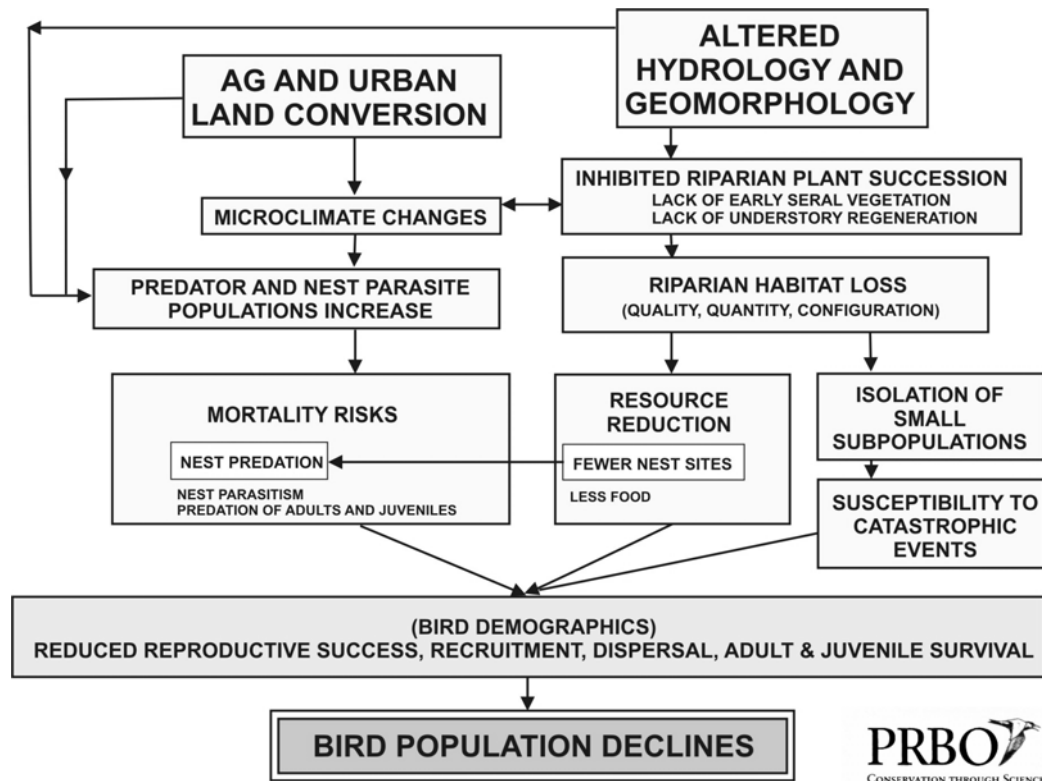 ALTERED
HYDROLOGY AND
GEOMORPHOLOGY
AG AND URBAN
LAND CONVERSION
INHIBITED RIPARIAN PLANT SUCCESSION
LACK OF EARLY SERAL VEGETATION
LACK OF UNDERSTORY REGENERATION
MICROCLIMATE CHANGES
PREDATOR AND NEST PARASITE
POPULATIONS INCREASE
RIPARIAN HABITAT LOSS
(QUALITY, QUANTITY, CONFIGURATION)
MORTALITY RISKS
NEST PREDATION
NEST PARASITISM
PREDATION OF ADULTS AND JUVENILES
RESOURCE
REDUCTION
FEWER NEST SITES
LESS FOOD
ISOLATION OF
SMALL
SUBPOPULATIONS
SUSCEPTIBILITY TO
CATASTROPHIC
EVENTS
(BIRD DEMOGRAPHICS)
REDUCED REPRODUCTIVE SUCCESS, RECRUITMENT, DISPERSAL, ADULT & JUVENILE SURVIVAL
BIRD POPULATION DECLINES
PRBO
CONSERVATION THROUGH SCIENCE